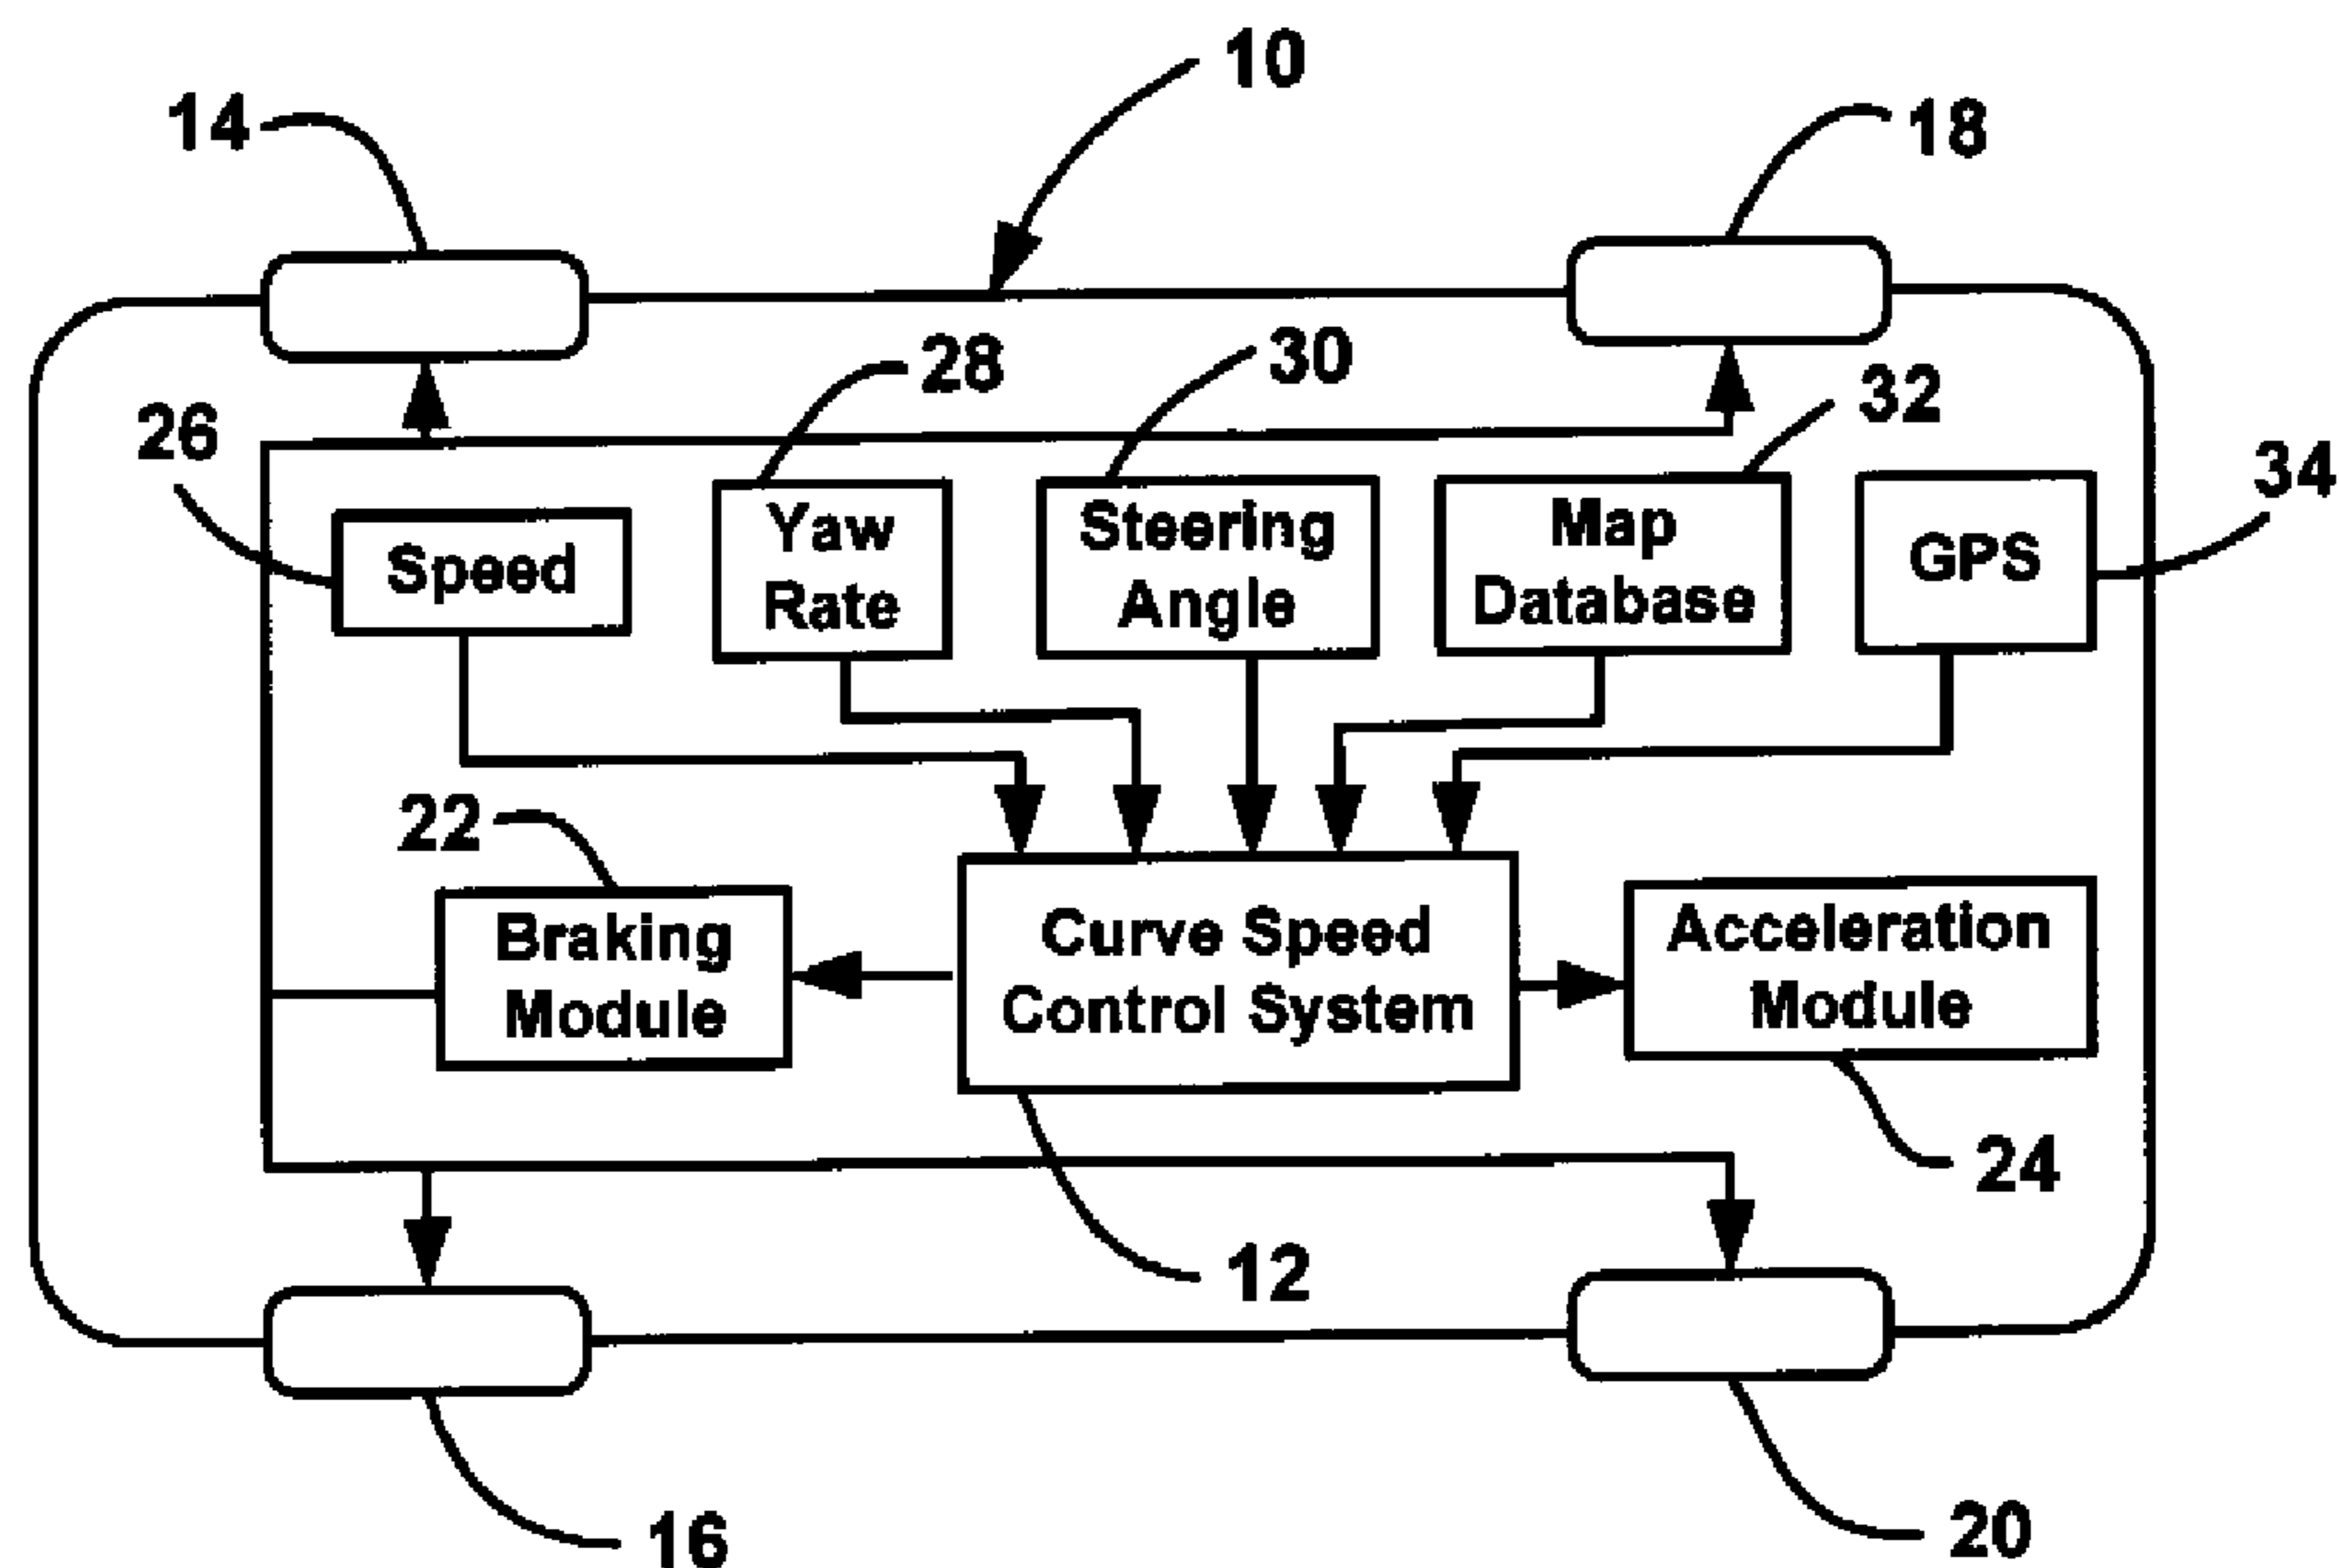 10
14
18
28
30
32
26
34
Speed
Yaw
Rate
Steering
Angle
Map
Database
GPS
22
Braking
Module
Curve Speed
Control System
Acceleration
Module
24
12
16
20